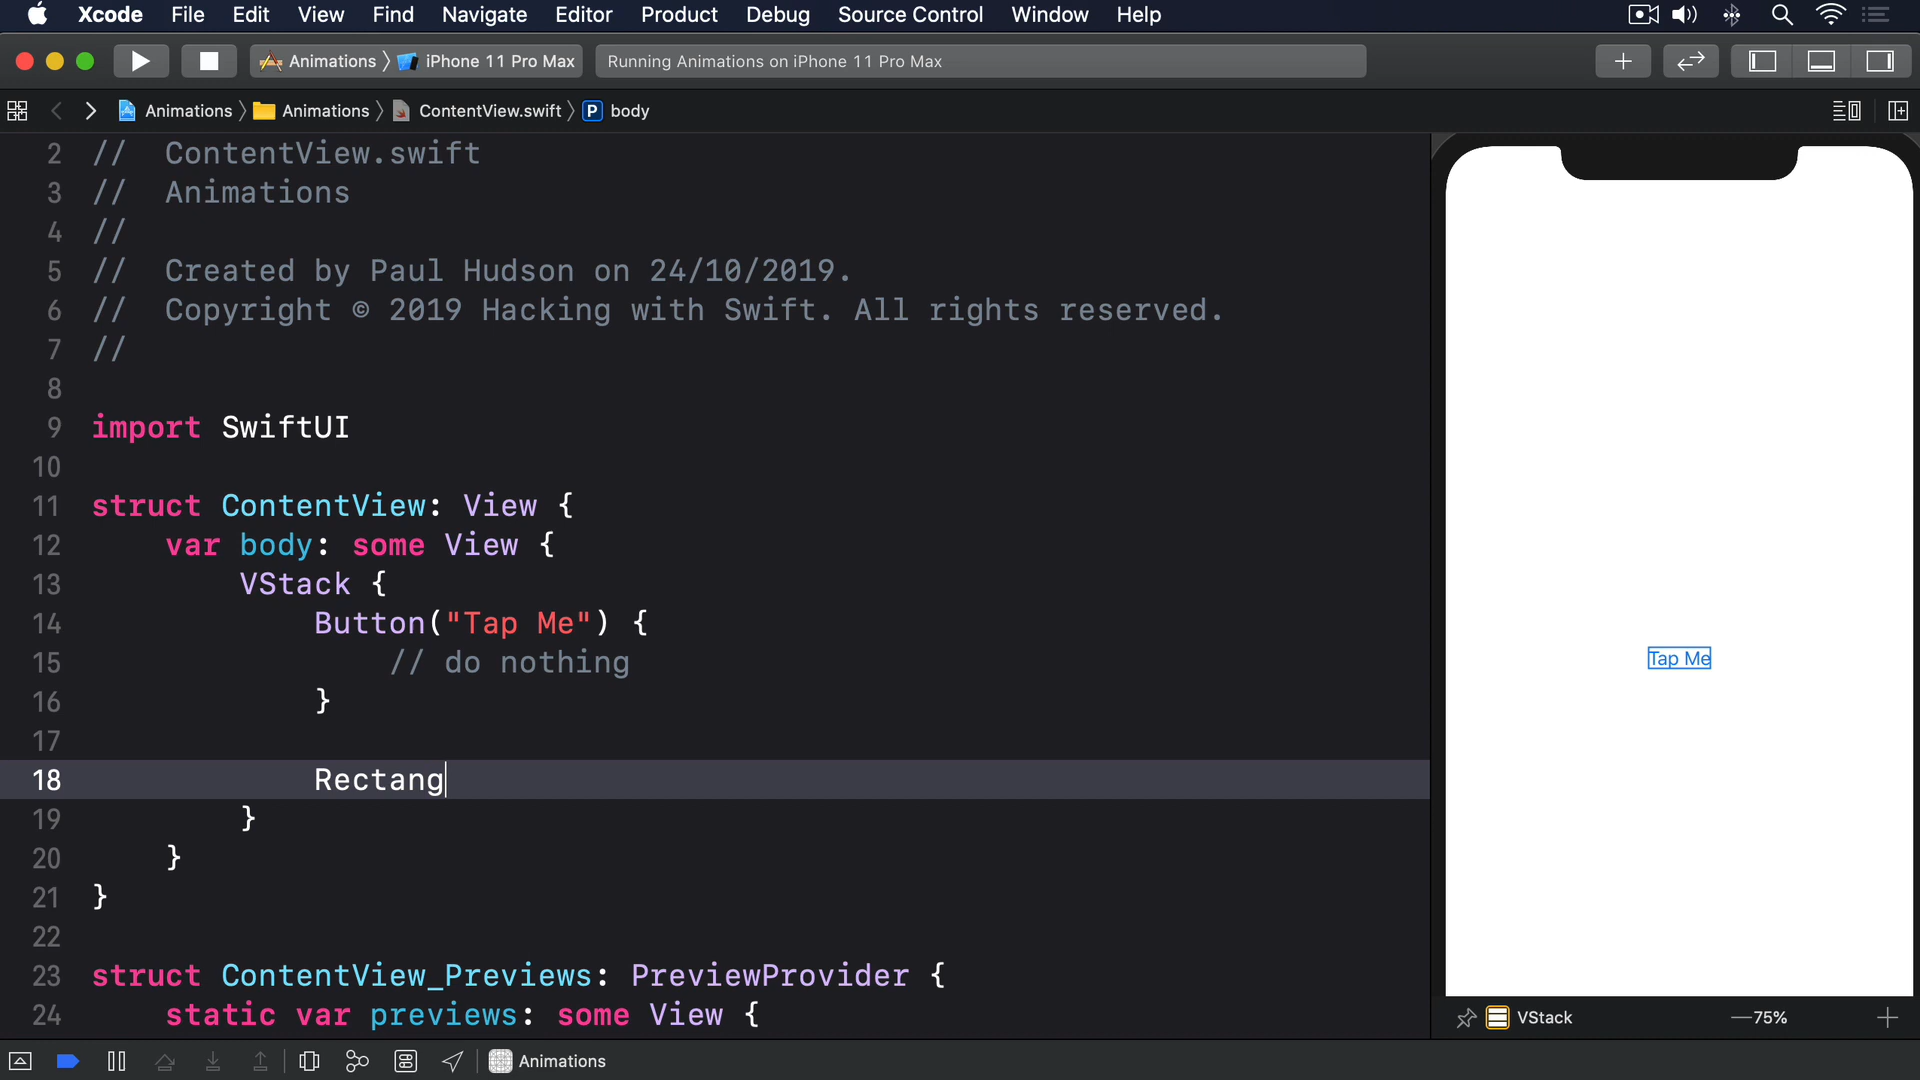 Xcode File Edit View Find Navigate Editor Product Debug Source Control Window Help
Animations iPhone 11 Pro Max Running Animations on iPhone 11 Pro Max
Animations Animations ContentView.swift P body
2 // ContentView.swift
3 // Animations
4 //
5 // Created by Paul Hudson on 24/10/2019.
6 // Copyright © 2019 Hacking with Swift. All rights reserved.
7 //
8
9 import SwiftUI
10
11 struct ContentView: View {
12 var body: some View {
13 VStack {
14 Button("Tap Me") {
15 // do nothing
16 }
17
18 Rectang
19 }
20 }
21 }
22
23 struct ContentView_Previews: PreviewProvider {
24 static var previews: some View {
Tap Me
VStack — 75% +
Animations